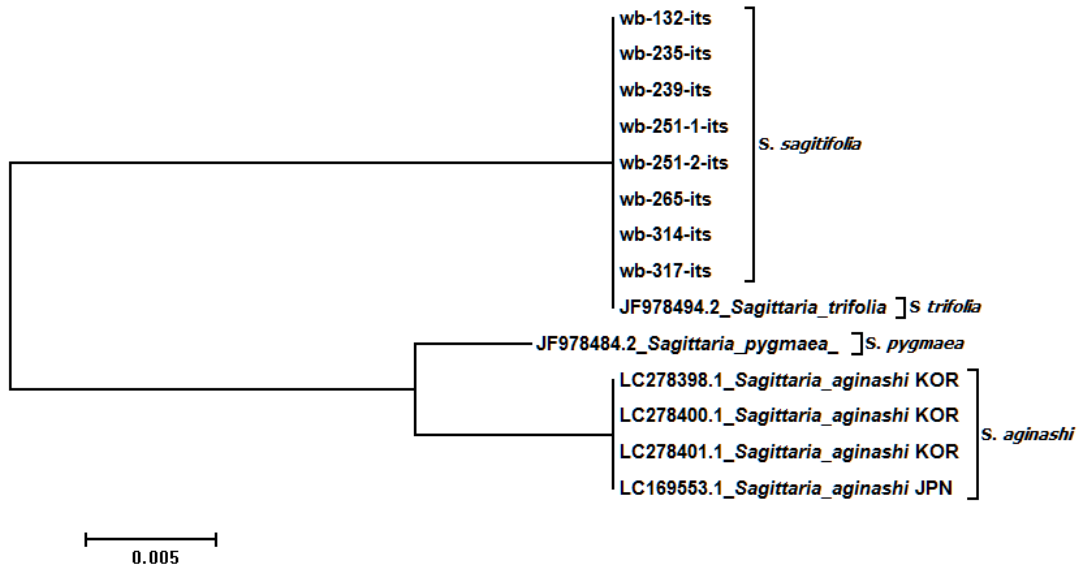 wb-132-its
wb-235-its
wb-239-its
wb-251-1-its
S. sagitifolia
wb-251-2-its
wb-265-its
wb-314-its
wb-317-its
JF978494.2_Sagittaria_trifolia S trifolia
JF978484.2_Sagittaria_pygmaea_ S. pygmaea
LC278398.1_Sagittaria_aginashi KOR
LC278400.1_Sagittaria_aginashi KOR
S. aginashi
LC278401.1_Sagittaria_aginashi KOR
LC169553.1_Sagittaria_aginashi JPN
0.005